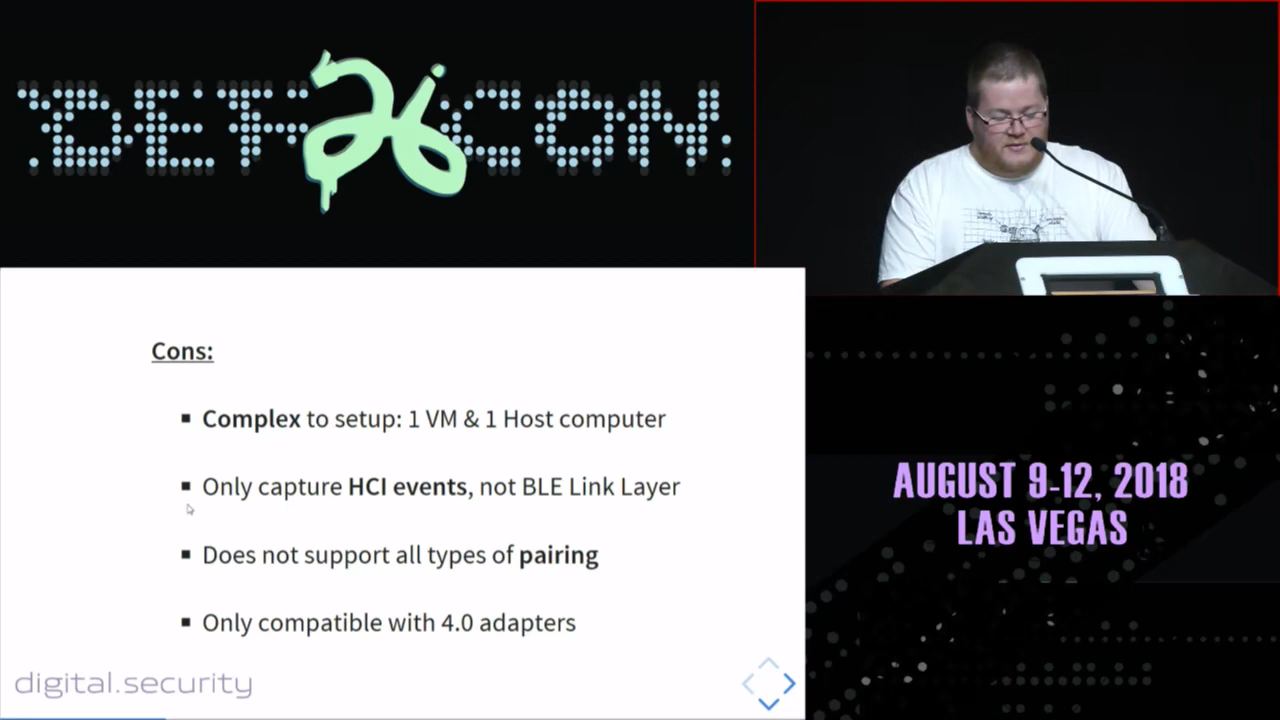 DEF CON
26
Cons:
▪ Complex to setup: 1 VM & 1 Host computer
▪ Only capture HCI events, not BLE Link Layer
▪ Does not support all types of pairing
▪ Only compatible with 4.0 adapters
digital.security
AUGUST 9-12, 2018
LAS VEGAS